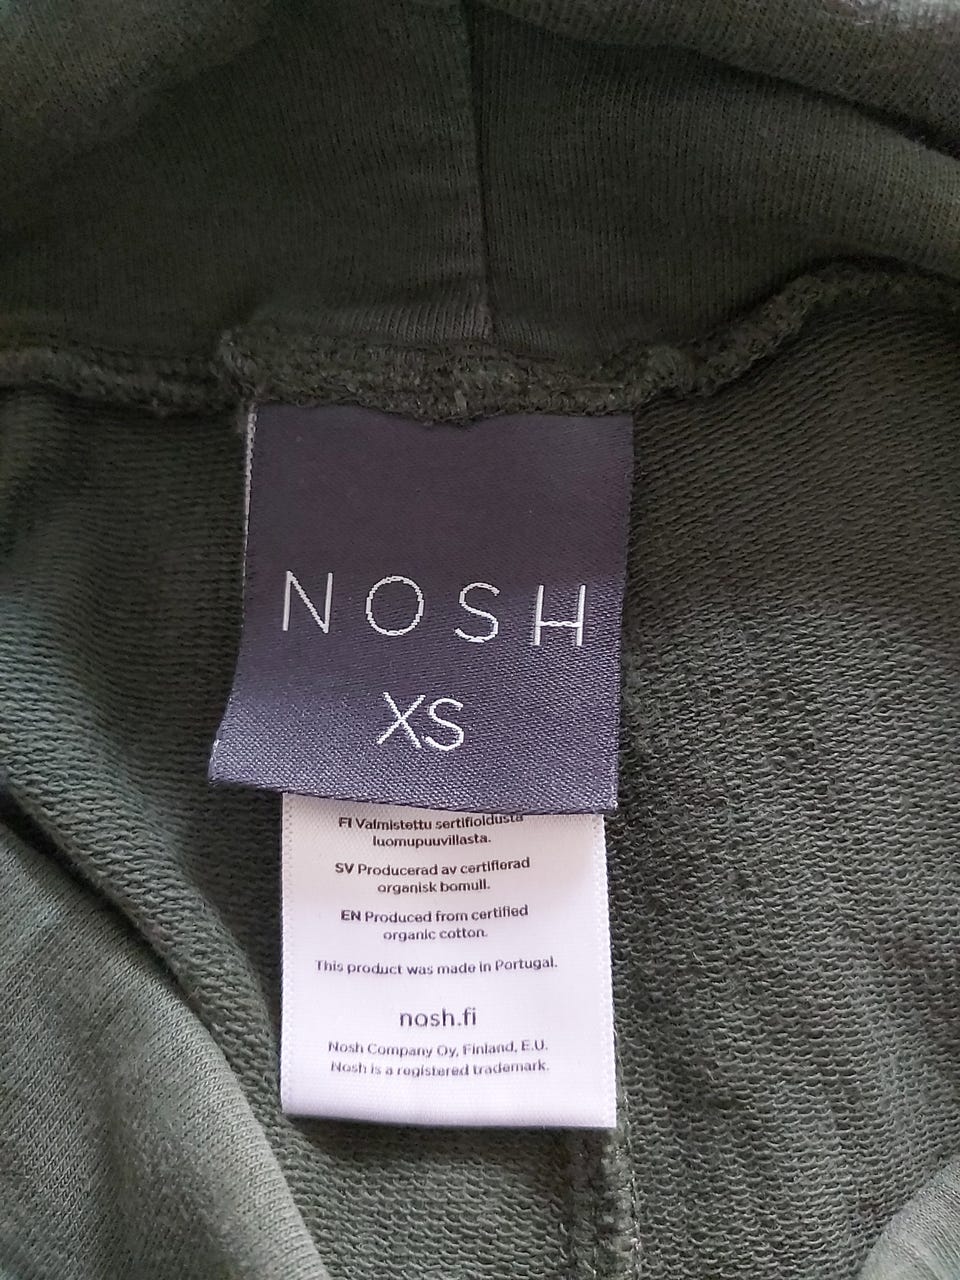 NOSH
XS
FI Valmistettu sertifioidusta
luomupuuvillasta.
SV Producerad av certifierad
organisk bomull.
EN Produced from certified
organic cotton.
This product was made in Portugal.
nosh.fi
Nosh Company Oy, Finland, E.U.
Nosh is a registered trademark.